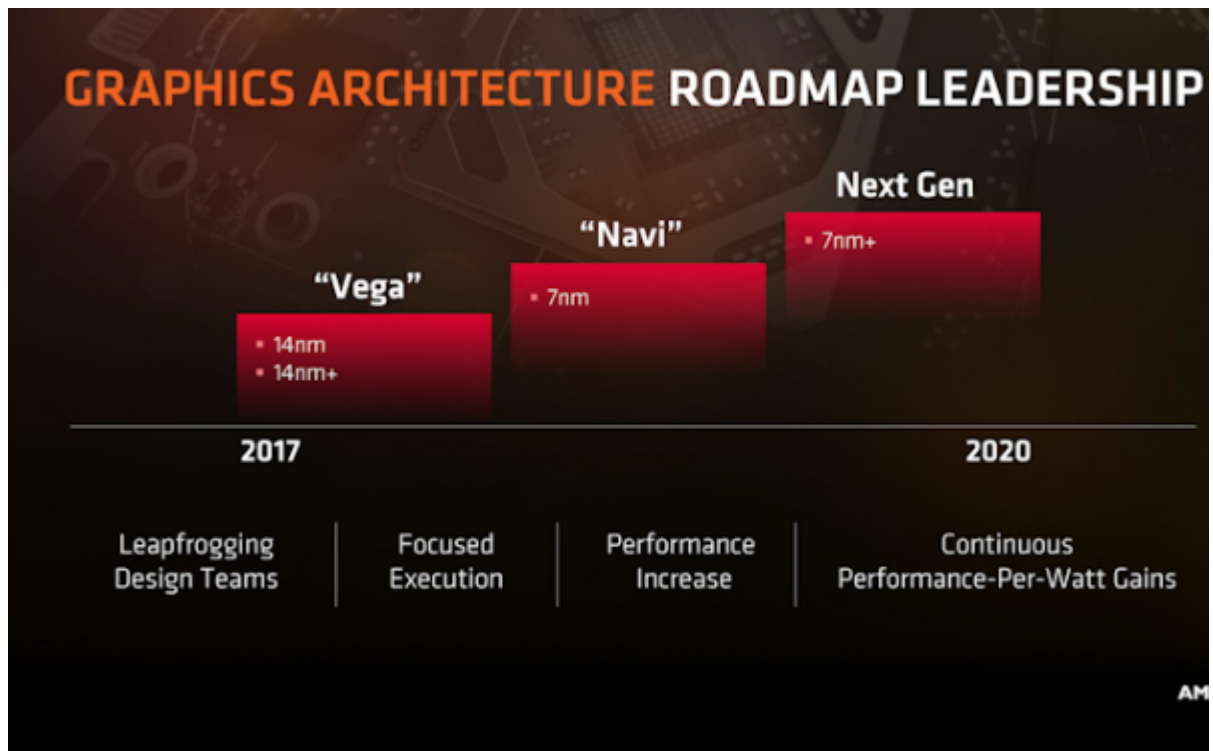 GRAPHICS ARCHITECTURE ROADMAP LEADERSHIP
Next Gen
▪ 7nm+
“Navi”
▪ 7nm
“Vega”
▪ 14nm
▪ 14nm+
2017
2020
Leapfrogging
Design Teams
Focused
Execution
Performance
Increase
Continuous
Performance-Per-Watt Gains
AM